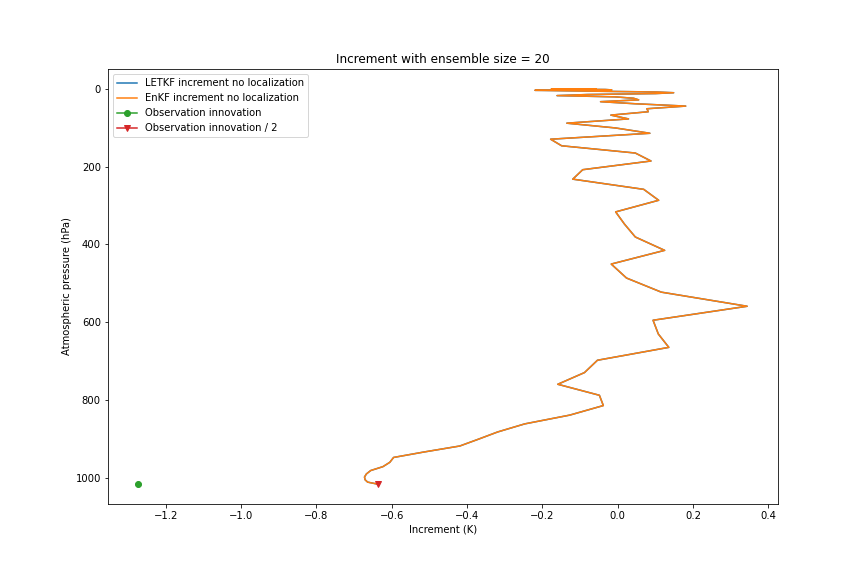 Increment with ensemble size = 20
LETKF increment no localization
EnKF increment no localization
Observation innovation
Observation innovation / 2
0
200
400
600
800
1000
Atmospheric pressure (hPa)
−1.2 −1.0 −0.8 −0.6 −0.4 −0.2 0.0 0.2 0.4
Increment (K)